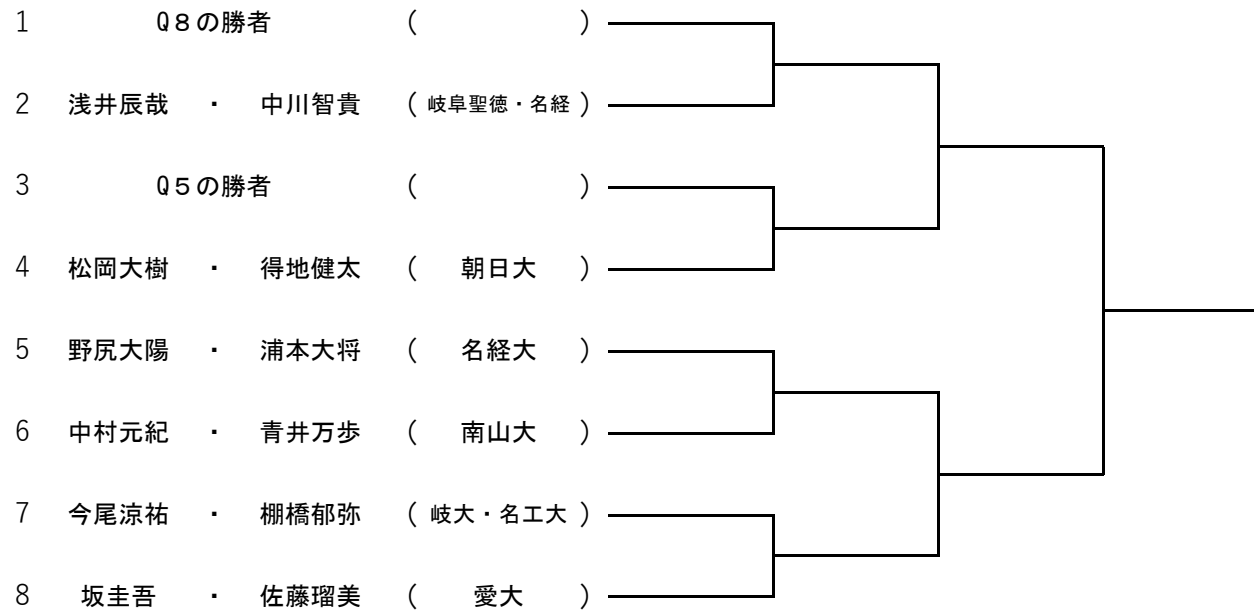 1 Q８の勝者 ( )
2 浅井辰哉 ・ 中川智貴 ( 岐阜聖徳・名経 )
3 Q５の勝者 ( )
4 松岡大樹 ・ 得地健太 ( 朝日大 )
5 野尻大陽 ・ 浦本大将 ( 名経大 )
6 中村元紀 ・ 青井万歩 ( 南山大 )
7 今尾涼祐 ・ 棚橋郁弥 ( 岐大・名工大 )
8 坂圭吾 ・ 佐藤瑠美 ( 愛大 )